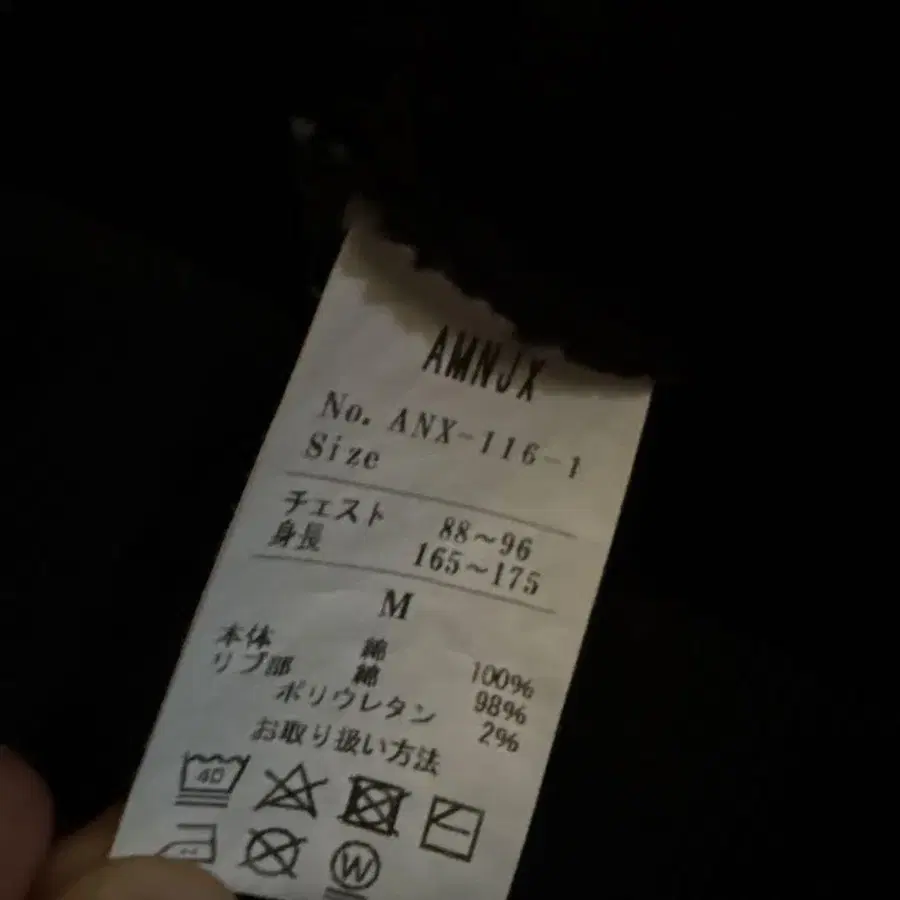 AMNJX
No. ANX-116-1
Size
チェスト 88～96
身長 165～175
M
本体 綿 100%
リブ部 綿 98%
ポリウレタン 2%
お取り扱い方法
40
W